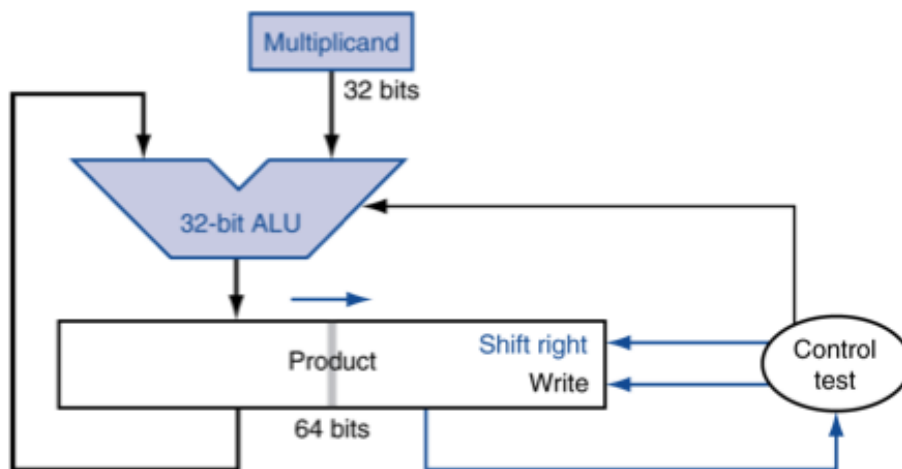 Multiplicand
32 bits
32-bit ALU
Product
Shift right
Write
64 bits
Control
test